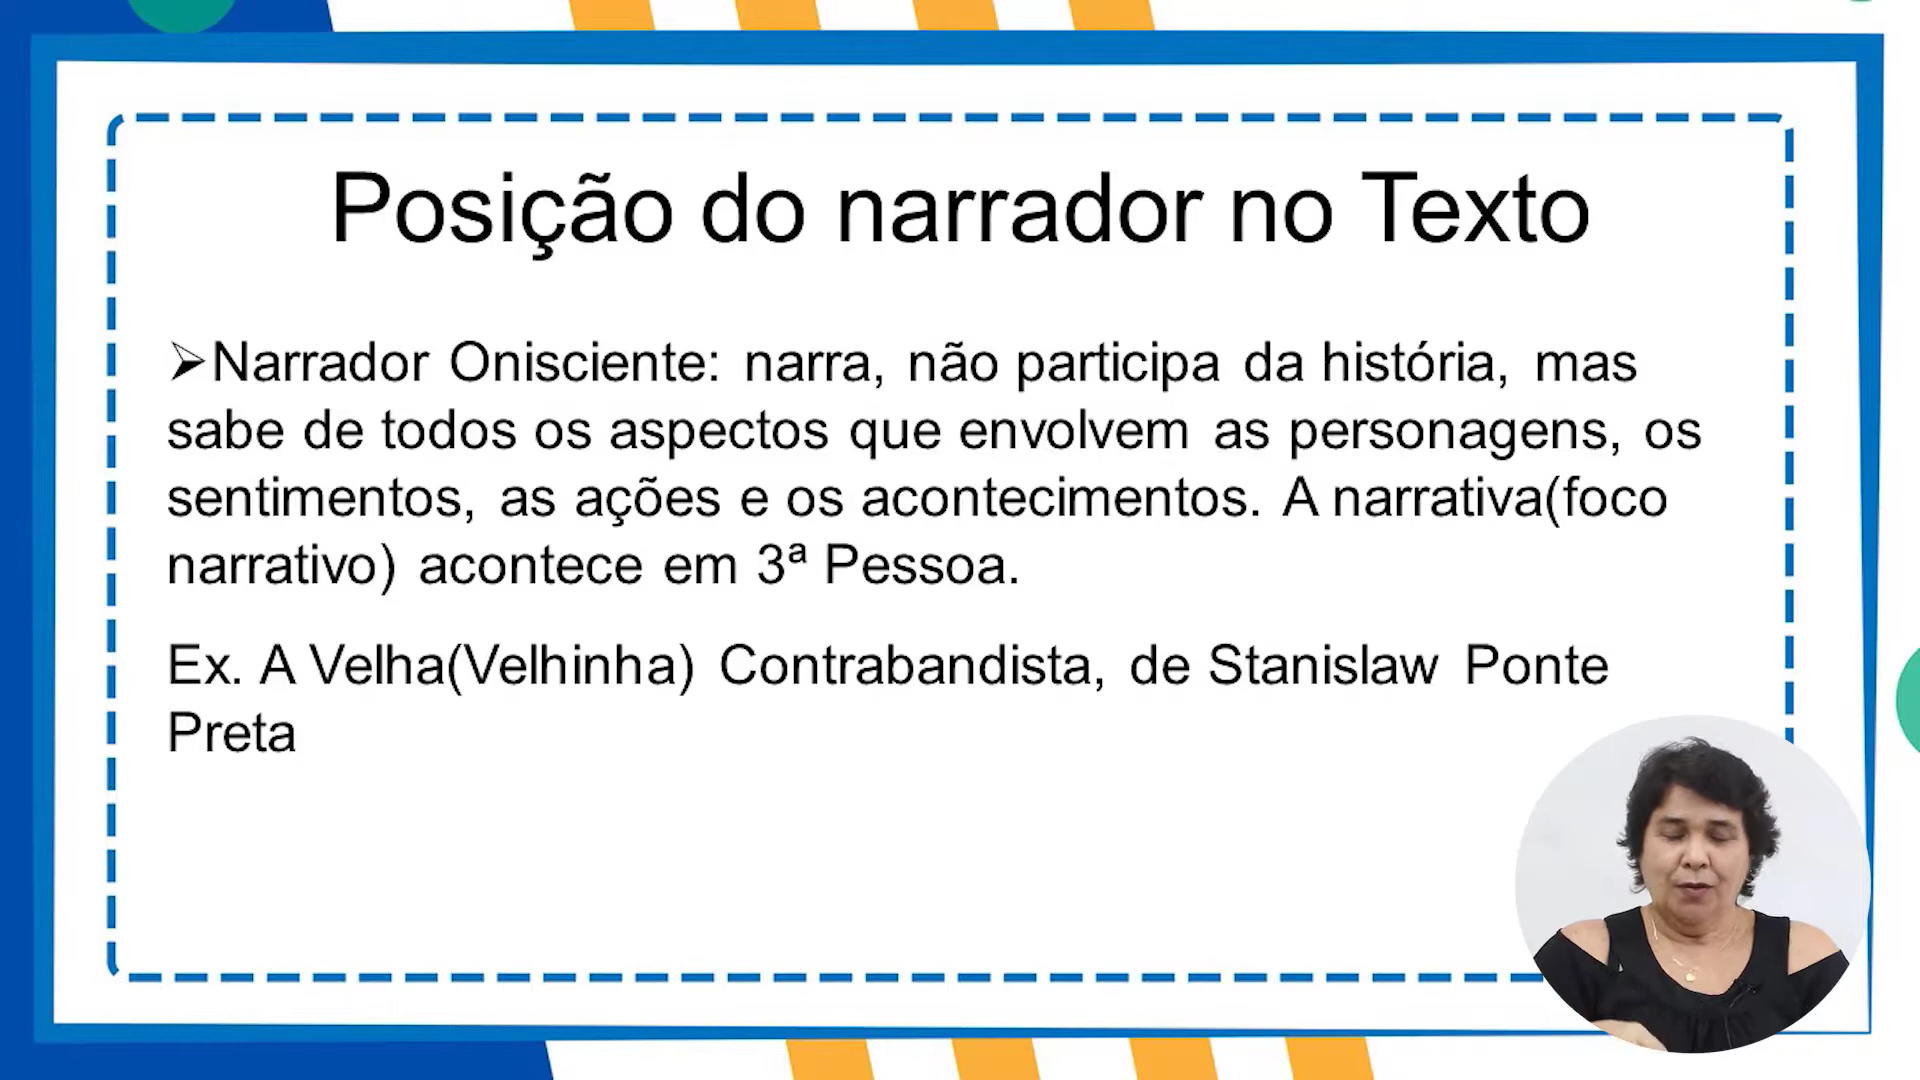 Posição do narrador no Texto
➢Narrador Onisciente: narra, não participa da história, mas
sabe de todos os aspectos que envolvem as personagens, os
sentimentos, as ações e os acontecimentos. A narrativa(foco
narrativo) acontece em 3ª Pessoa.
Ex. A Velha(Velhinha) Contrabandista, de Stanislaw Ponte
Preta